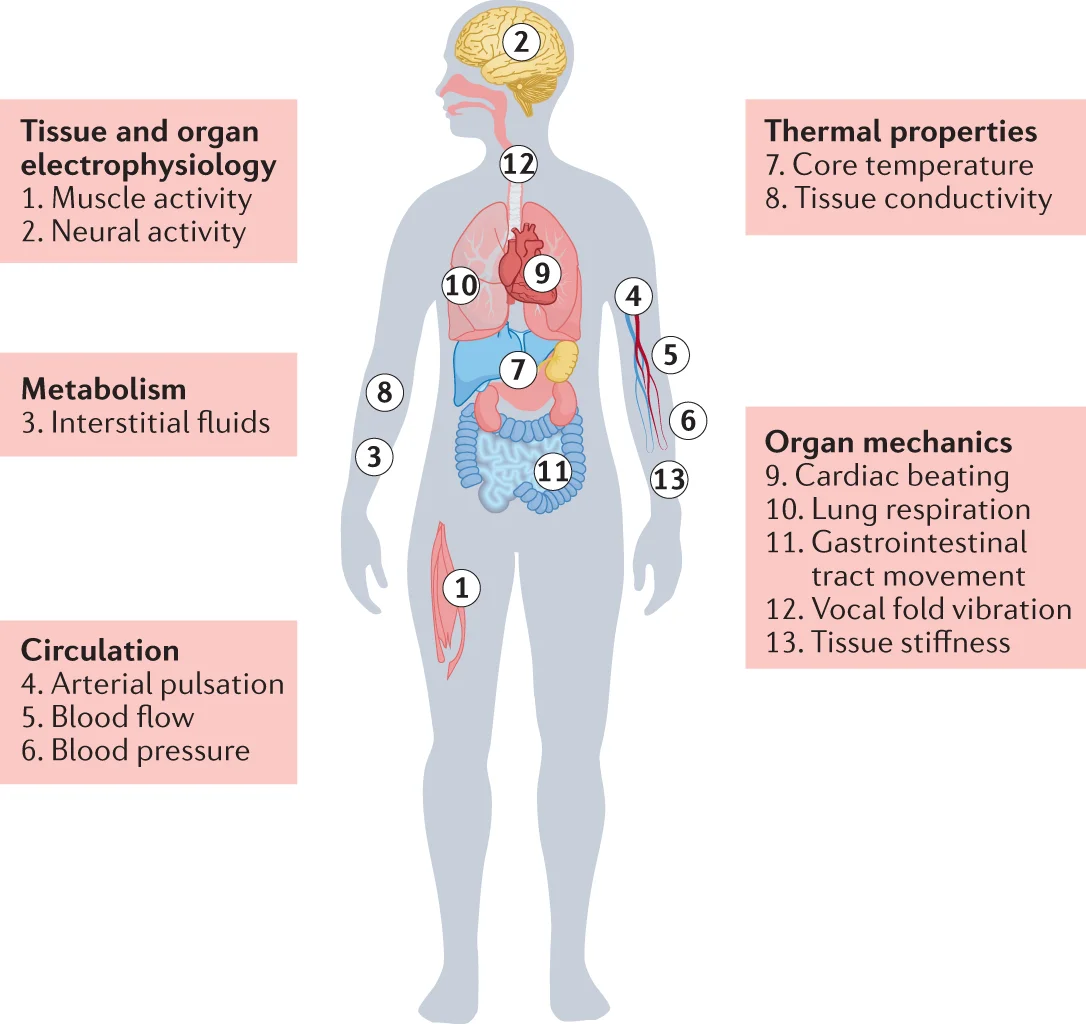 Tissue and organ
electrophysiology
1. Muscle activity
2. Neural activity
Metabolism
3. Interstitial fluids
Circulation
4. Arterial pulsation
5. Blood flow
6. Blood pressure
2
12
10
9
4
5
7
8
6
3
11
13
1
Thermal properties
7. Core temperature
8. Tissue conductivity
Organ mechanics
9. Cardiac beating
10. Lung respiration
11. Gastrointestinal
tract movement
12. Vocal fold vibration
13. Tissue stiffness